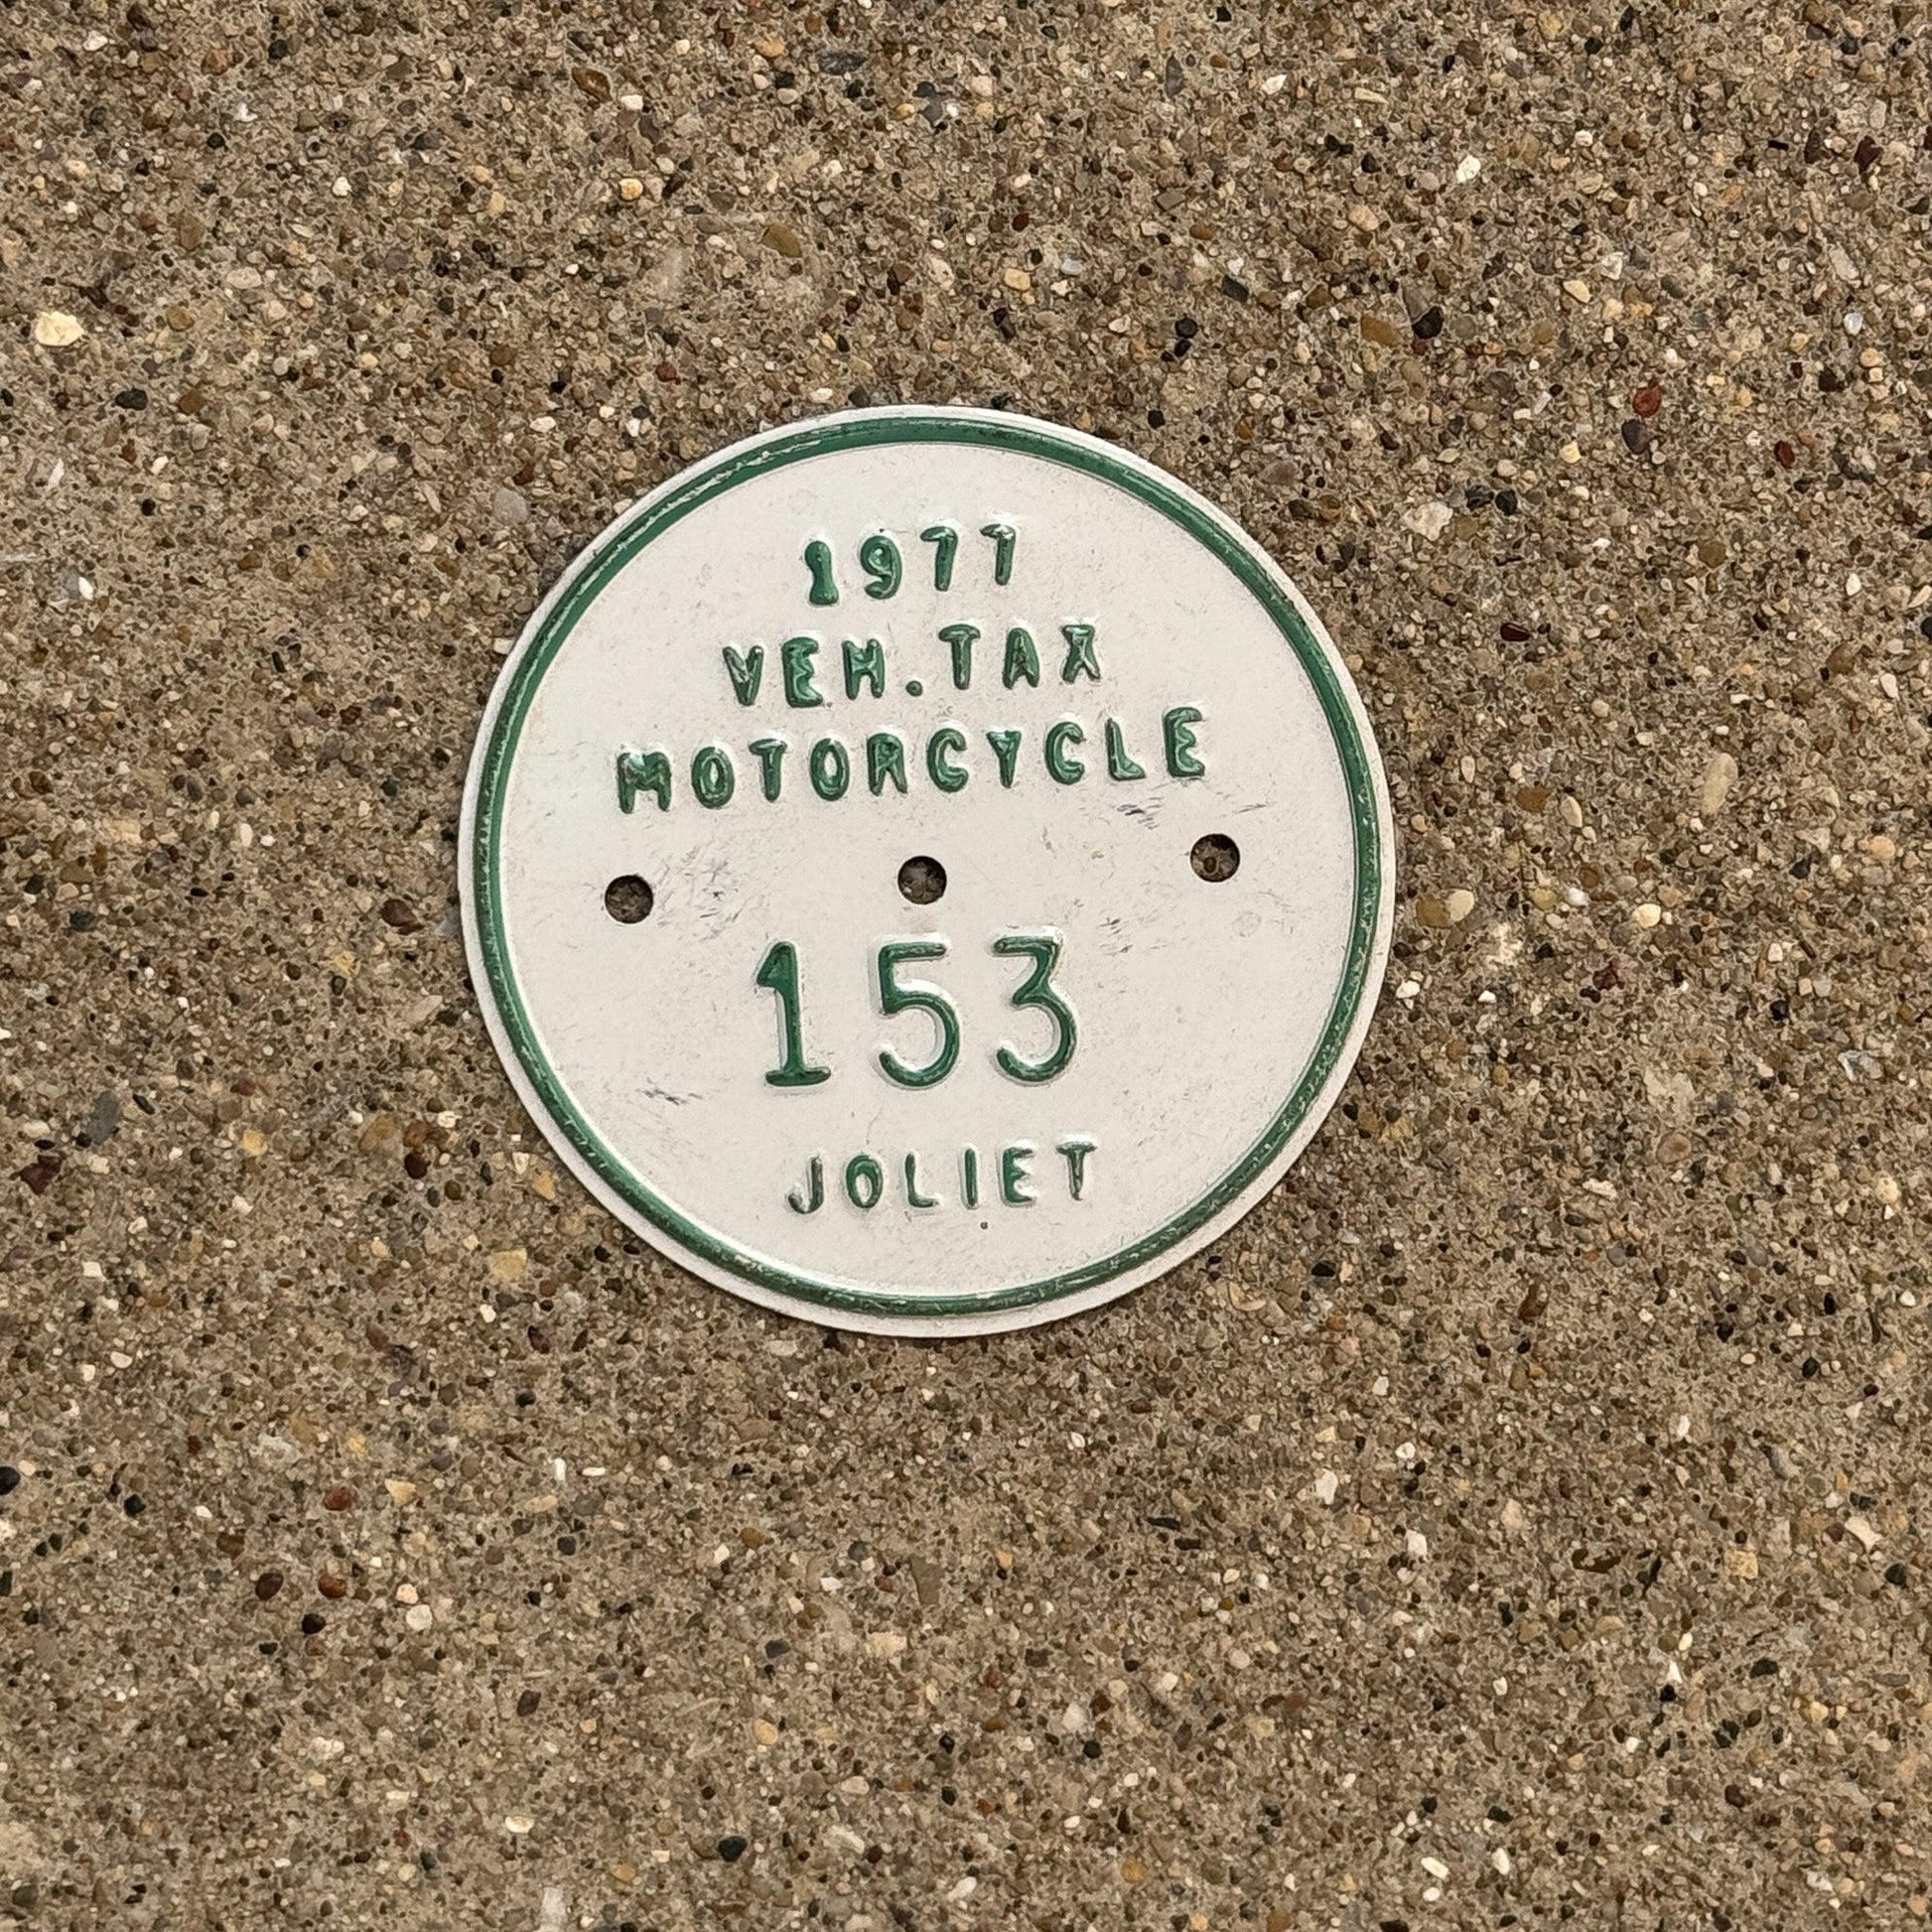 1977
VEH.TAX
MOTORCYCLE
153
JOLIET